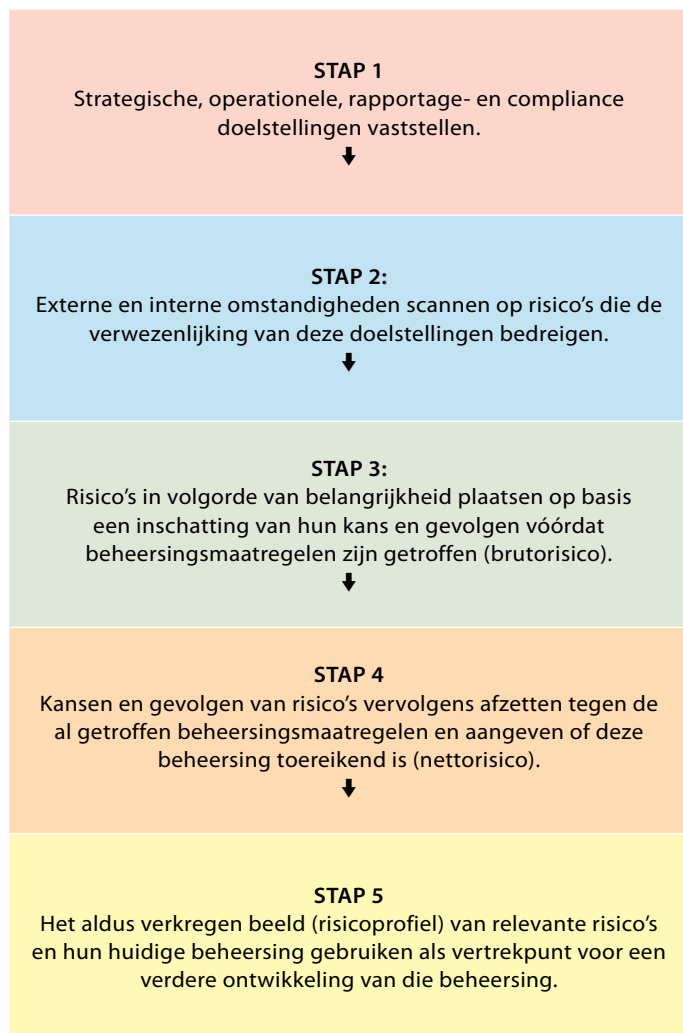 STAP 1
Strategische, operationele, rapportage- en compliance
doelstellingen vaststellen.
STAP 2:
Externe en interne omstandigheden scannen op risico’s die de
verwezenlijking van deze doelstellingen bedreigen.
STAP 3:
Risico’s in volgorde van belangrijkheid plaatsen op basis
een inschatting van hun kans en gevolgen vóórdat
beheersingsmaatregelen zijn getroffen (brutorisico).
STAP 4
Kansen en gevolgen van risico’s vervolgens afzetten tegen de
al getroffen beheersingsmaatregelen en aangeven of deze
beheersing toereikend is (nettorisico).
STAP 5
Het aldus verkregen beeld (risicoprofiel) van relevante risico’s
en hun huidige beheersing gebruiken als vertrekpunt voor een
verdere ontwikkeling van die beheersing.